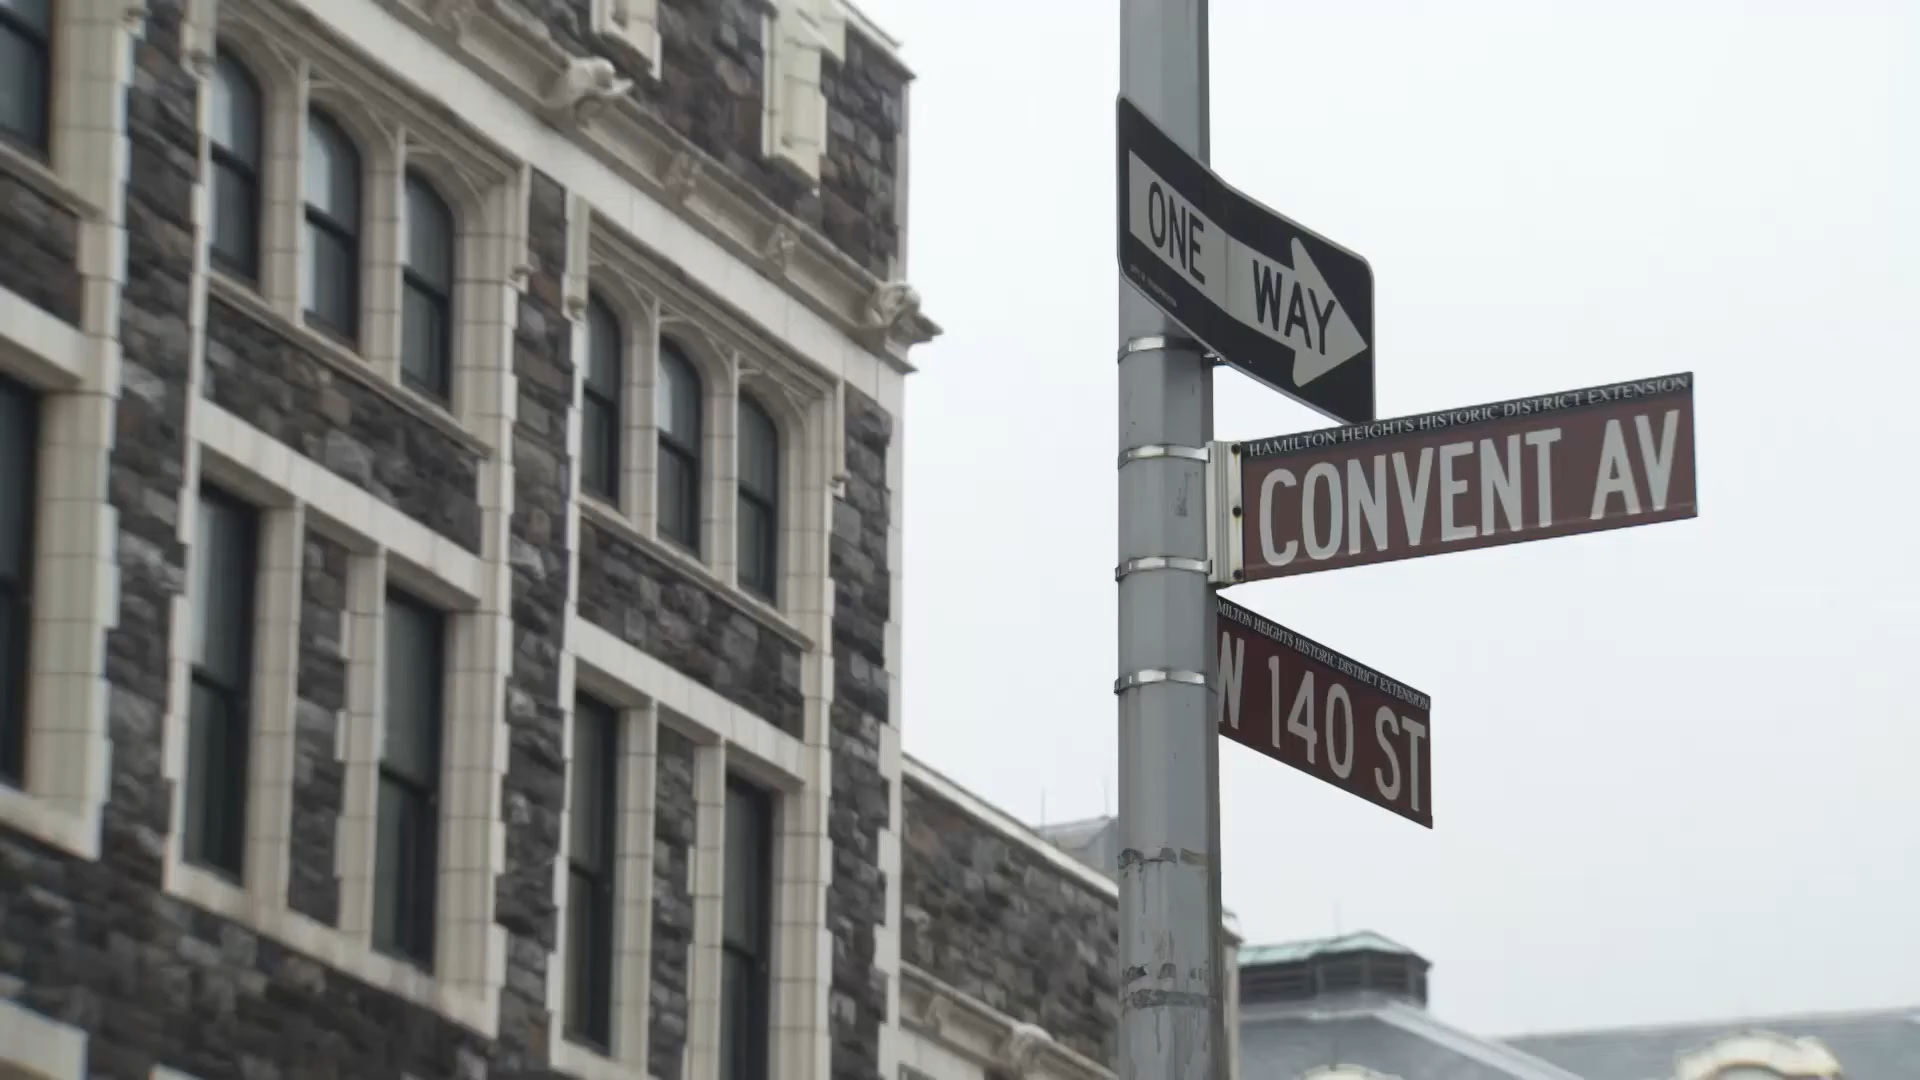 ONE WAY
HAMILTON HEIGHTS HISTORIC DISTRICT EXTENSION
CONVENT AV
MILTON HEIGHTS HISTORIC DISTRICT EXTENSION
W 140 ST